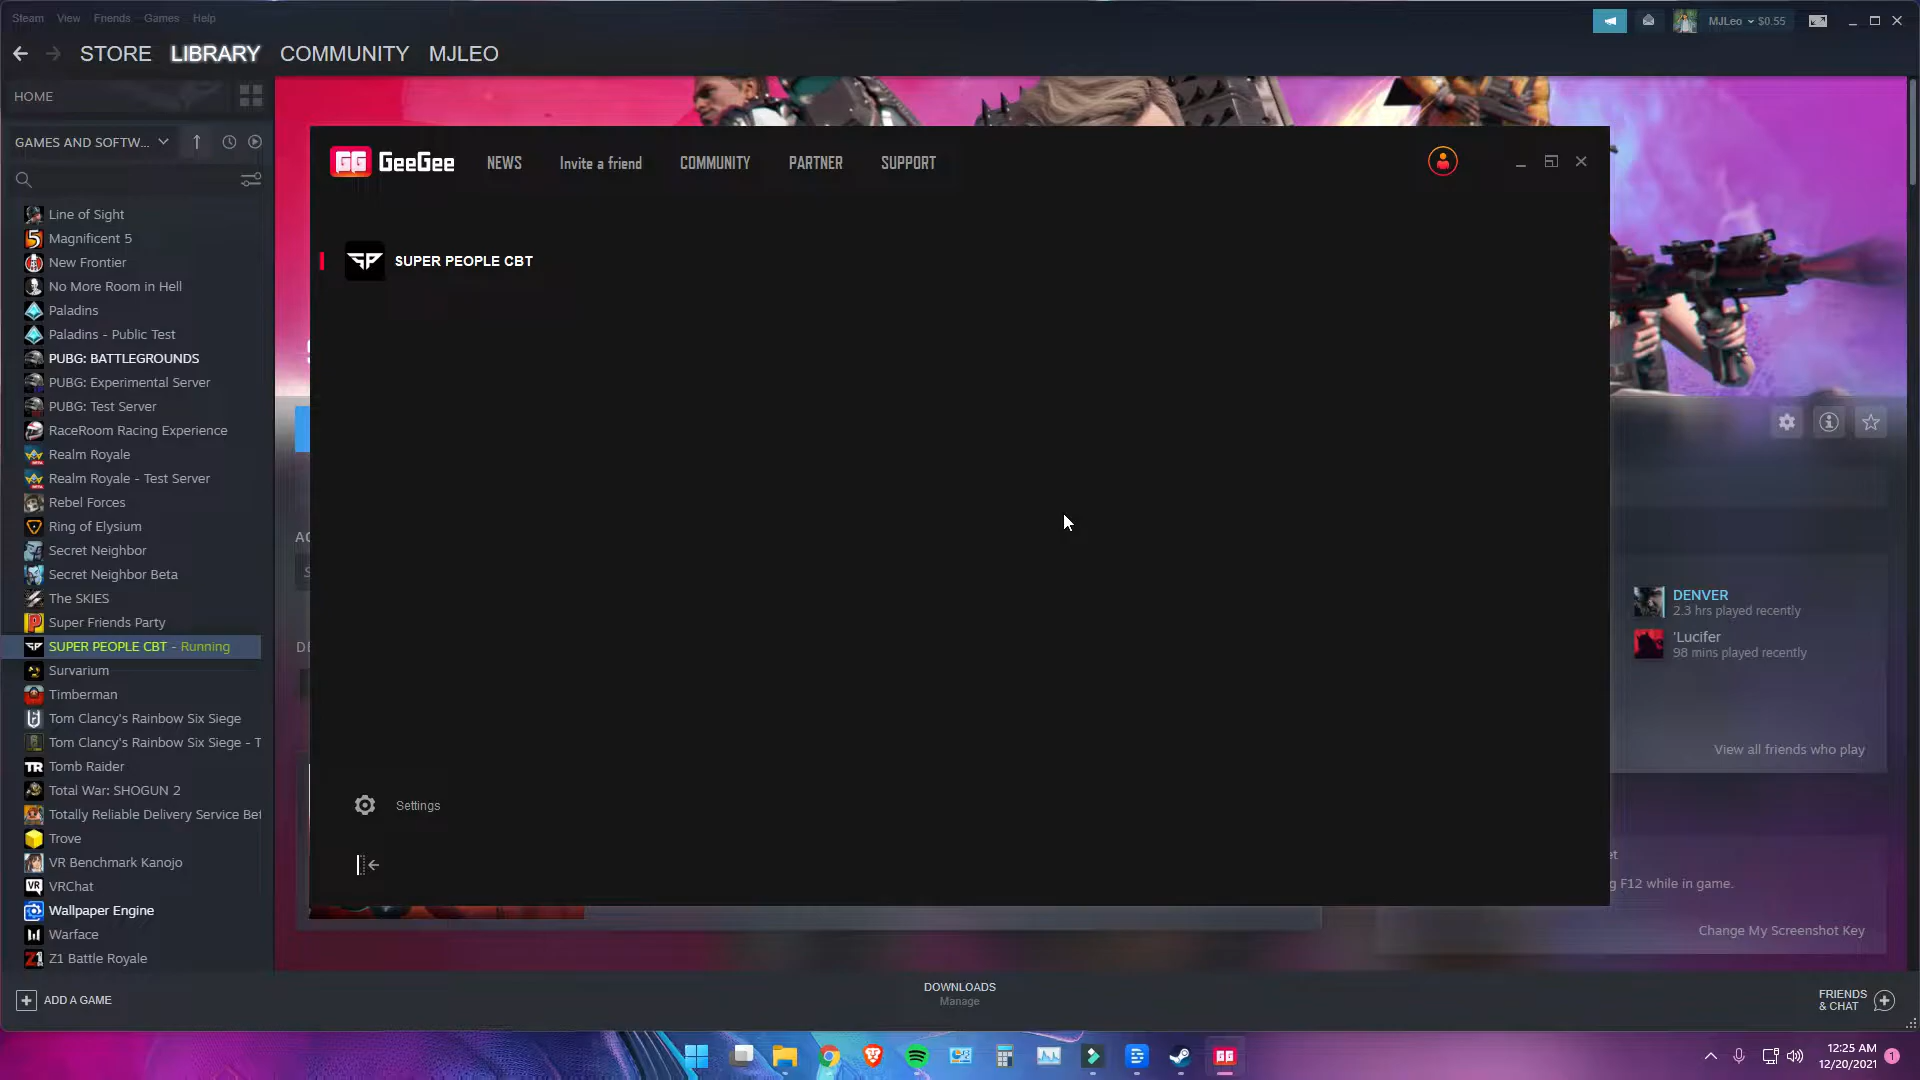 Steam View Friends Games Help
MJLeo $0.55
STORE LIBRARY COMMUNITY MJLEO
HOME
GAMES AND SOFTW...
Line of Sight
Magnificent 5
New Frontier
No More Room in Hell
Paladins
Paladins - Public Test
PUBG: BATTLEGROUNDS
PUBG: Experimental Server
PUBG: Test Server
RaceRoom Racing Experience
Realm Royale
Realm Royale - Test Server
Rebel Forces
Ring of Elysium
Secret Neighbor
Secret Neighbor Beta
The SKIES
Super Friends Party
SUPER PEOPLE CBT - Running
Survarium
Timberman
Tom Clancy's Rainbow Six Siege
Tom Clancy's Rainbow Six Siege - T
Tomb Raider
Total War: SHOGUN 2
Totally Reliable Delivery Service Bet
Trove
VR Benchmark Kanojo
VRChat
Wallpaper Engine
Warface
Z1 Battle Royale
ADD A GAME
GG GeeGee NEWS Invite a friend COMMUNITY PARTNER SUPPORT
SUPER PEOPLE CBT
Settings
DENVER
2.3 hrs played recently
'Lucifer
98 mins played recently
View all friends who play
et
g F12 while in game.
Change My Screenshot Key
DOWNLOADS
Manage
FRIENDS
& CHAT
12:25 AM
12/20/2021
1